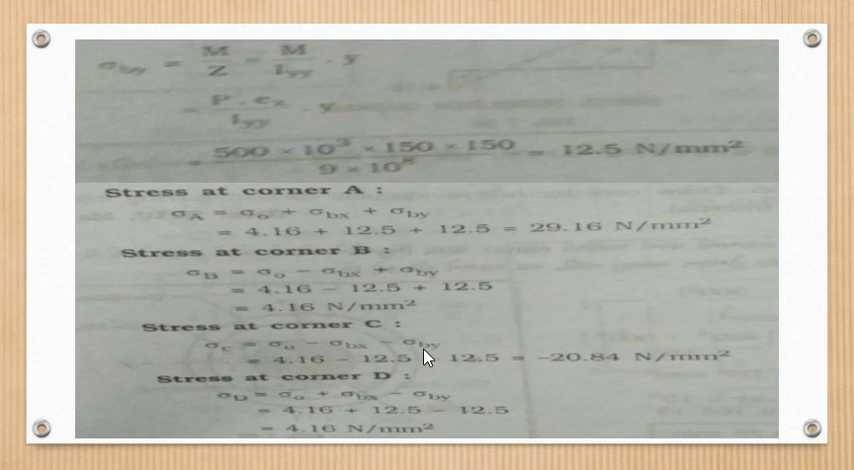 σby = M/Z = M/Iyy · y
= P · ex/Iyy · y
= 500 × 10³ × 150 × 150/9 × 10⁸ = 12.5 N/mm²
Stress at corner A :
σA = σo + σbx + σby
= 4.16 + 12.5 + 12.5 = 29.16 N/mm²
Stress at corner B :
σB = σo − σbx + σby
= 4.16 − 12.5 + 12.5
= 4.16 N/mm²
Stress at corner C :
σc = σo − σbx − σby
= 4.16 − 12.5 12.5 = −20.84 N/mm²
Stress at corner D :
σD = σo + σbx − σby
= 4.16 + 12.5 − 12.5
= 4.16 N/mm²